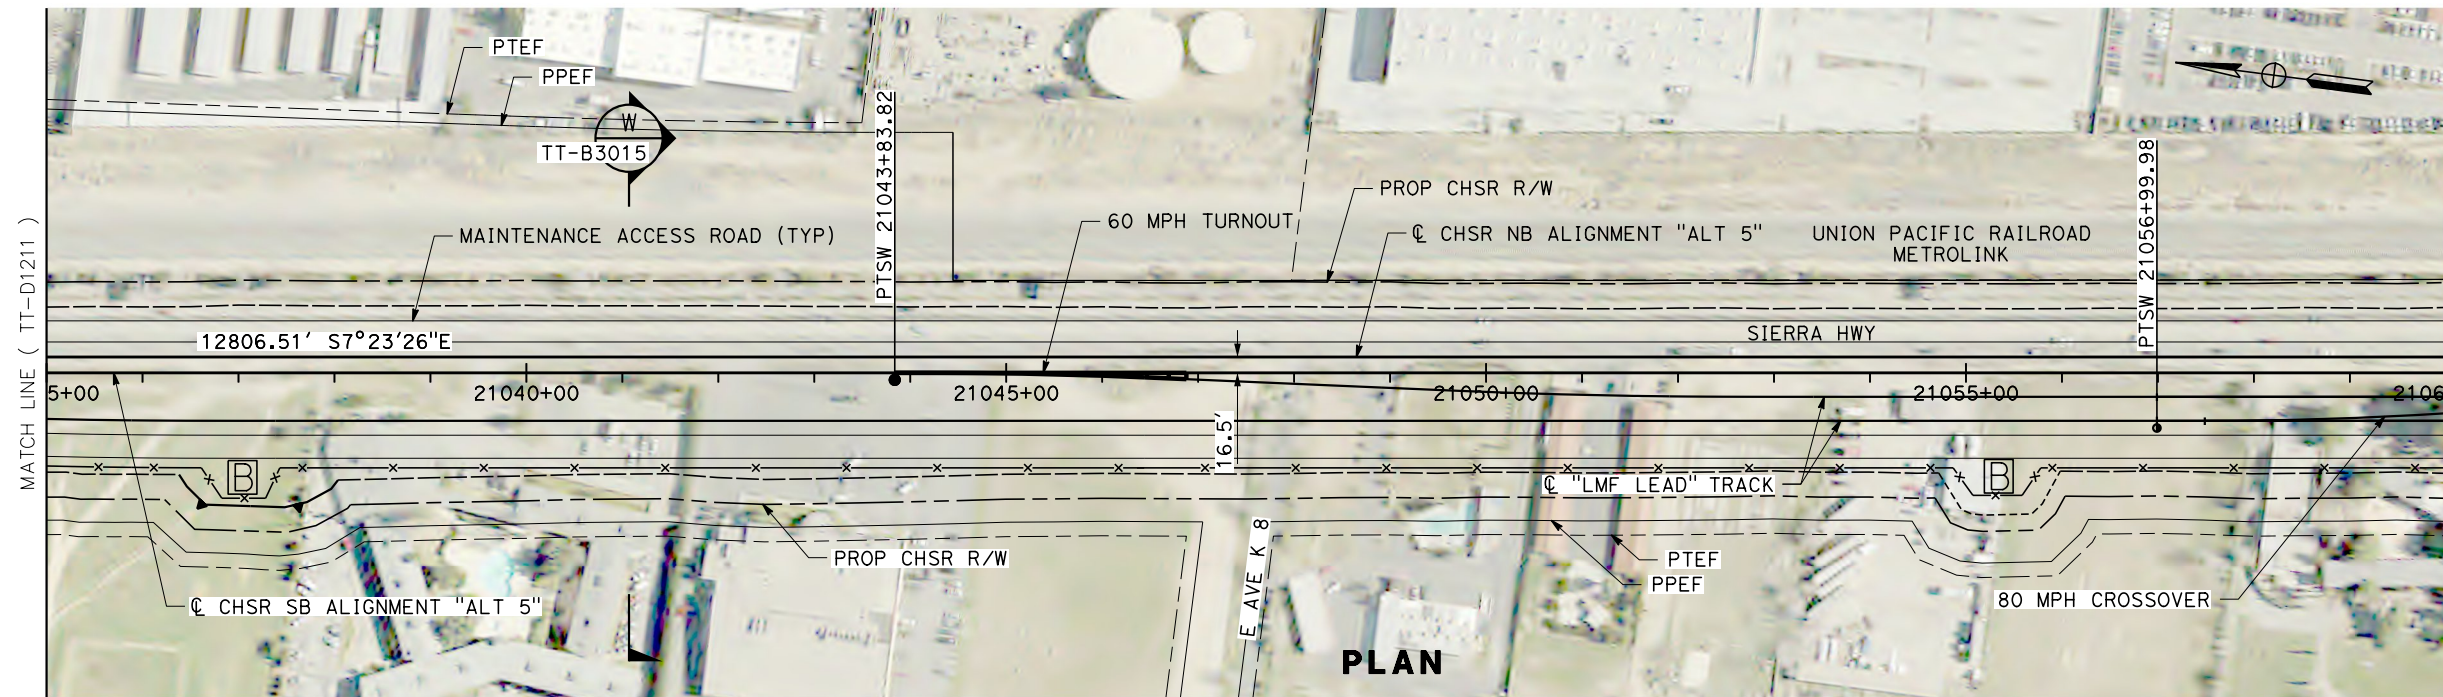 PTEF
PPEF
W
TT-B3015
PTSW 21043+83.82
PTSW 21056+99.98
PROP CHSR R/W
60 MPH TURNOUT
MAINTENANCE ACCESS ROAD (TYP)
℄ CHSR NB ALIGNMENT "ALT 5"
UNION PACIFIC RAILROAD
METROLINK
MATCH LINE ( TT-D1211 )
12806.51' S7°23'26"E
SIERRA HWY
5+00
21040+00
21045+00
21050+00
21055+00
2106
16.5'
B
B
℄ "LMF LEAD" TRACK
PROP CHSR R/W
E AVE K 8
PTEF
PPEF
℄ CHSR SB ALIGNMENT "ALT 5"
80 MPH CROSSOVER
PLAN